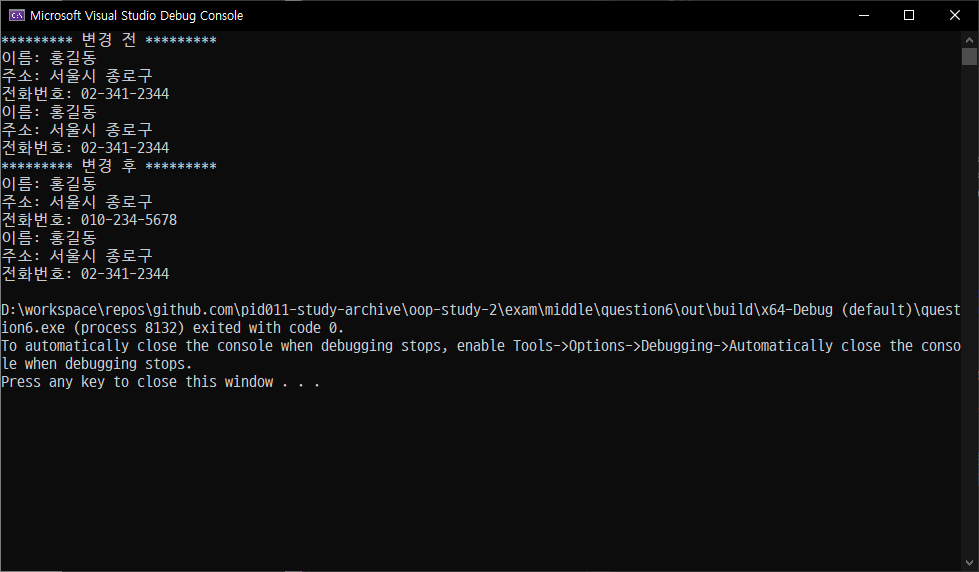 Microsoft Visual Studio Debug Console
********* 변경 전 *********
이름: 홍길동
주소: 서울시 종로구
전화번호: 02-341-2344
이름: 홍길동
주소: 서울시 종로구
전화번호: 02-341-2344
********* 변경 후 *********
이름: 홍길동
주소: 서울시 종로구
전화번호: 010-234-5678
이름: 홍길동
주소: 서울시 종로구
전화번호: 02-341-2344
D:\workspace\repos\github.com\pid011-study-archive\oop-study-2\exam\middle\question6\out\build\x64-Debug (default)\quest
ion6.exe (process 8132) exited with code 0.
To automatically close the console when debugging stops, enable Tools->Options->Debugging->Automatically close the conso
le when debugging stops.
Press any key to close this window . . .